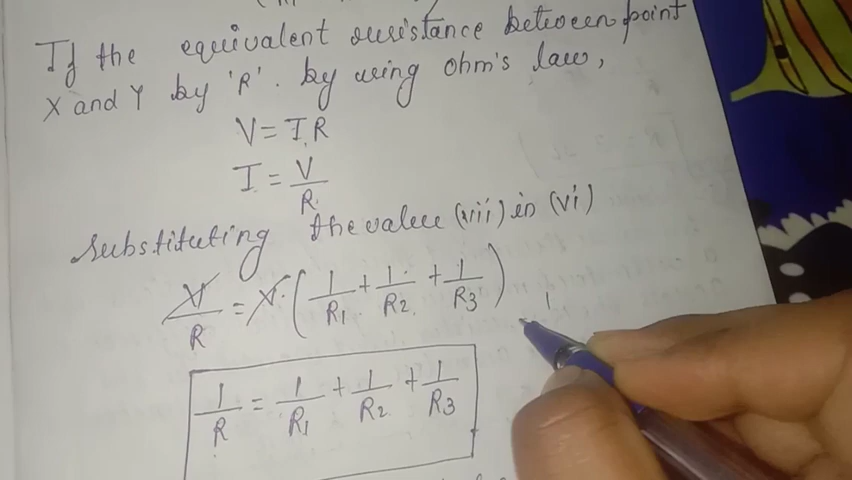 If the equivalent resistance between point
X and Y by 'R'. by using ohm's law,
V = IR
I = V/R
Substituting the value (vii) in (vi)
V/R = V. (1/R1 + 1/R2 + 1/R3)
1/R = 1/R1 + 1/R2 + 1/R3